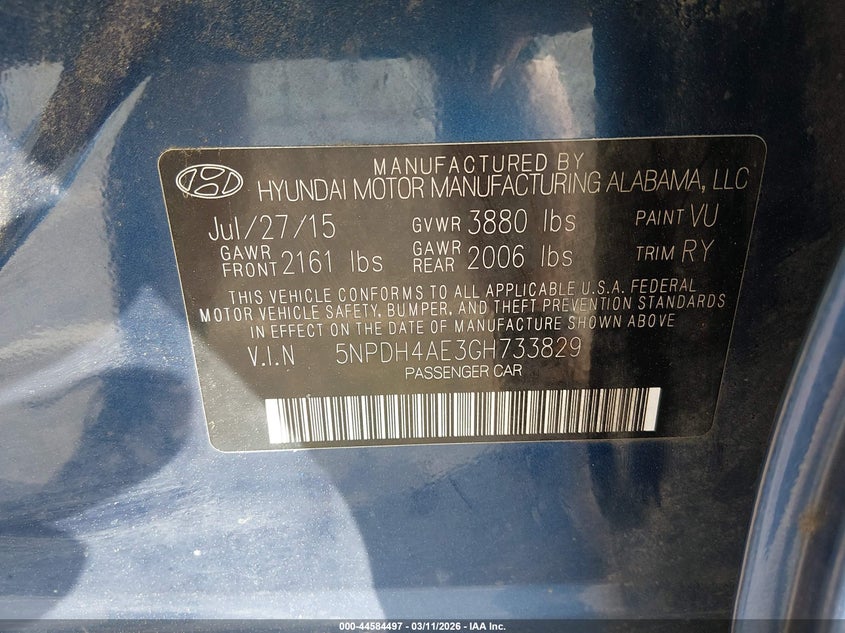 MANUFACTURED BY
HYUNDAI MOTOR MANUFACTURING ALABAMA, LLC
Jul/27/15 GVWR 3880 lbs PAINT VU
GAWR FRONT 2161 lbs GAWR REAR 2006 lbs TRIM RY
THIS VEHICLE CONFORMS TO ALL APPLICABLE U.S.A. FEDERAL
MOTOR VEHICLE SAFETY, BUMPER, AND THEFT PREVENTION STANDARDS
IN EFFECT ON THE DATE OF MANUFACTURE SHOWN ABOVE
V.I.N 5NPDH4AE3GH733829
PASSENGER CAR
000-44584497 - 03/11/2026 - IAA Inc.